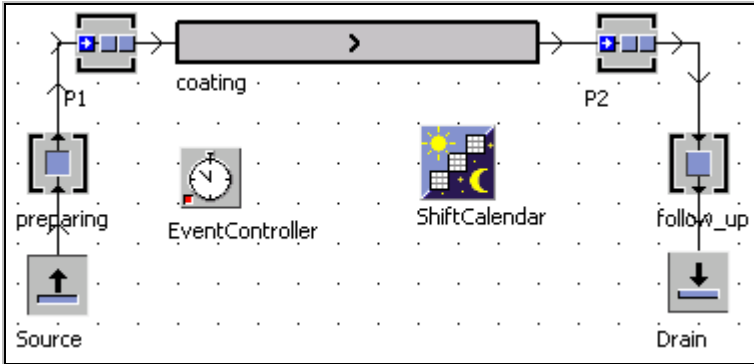 P1
coating
P2
preparing
EventController
ShiftCalendar
follow_up
Source
Drain